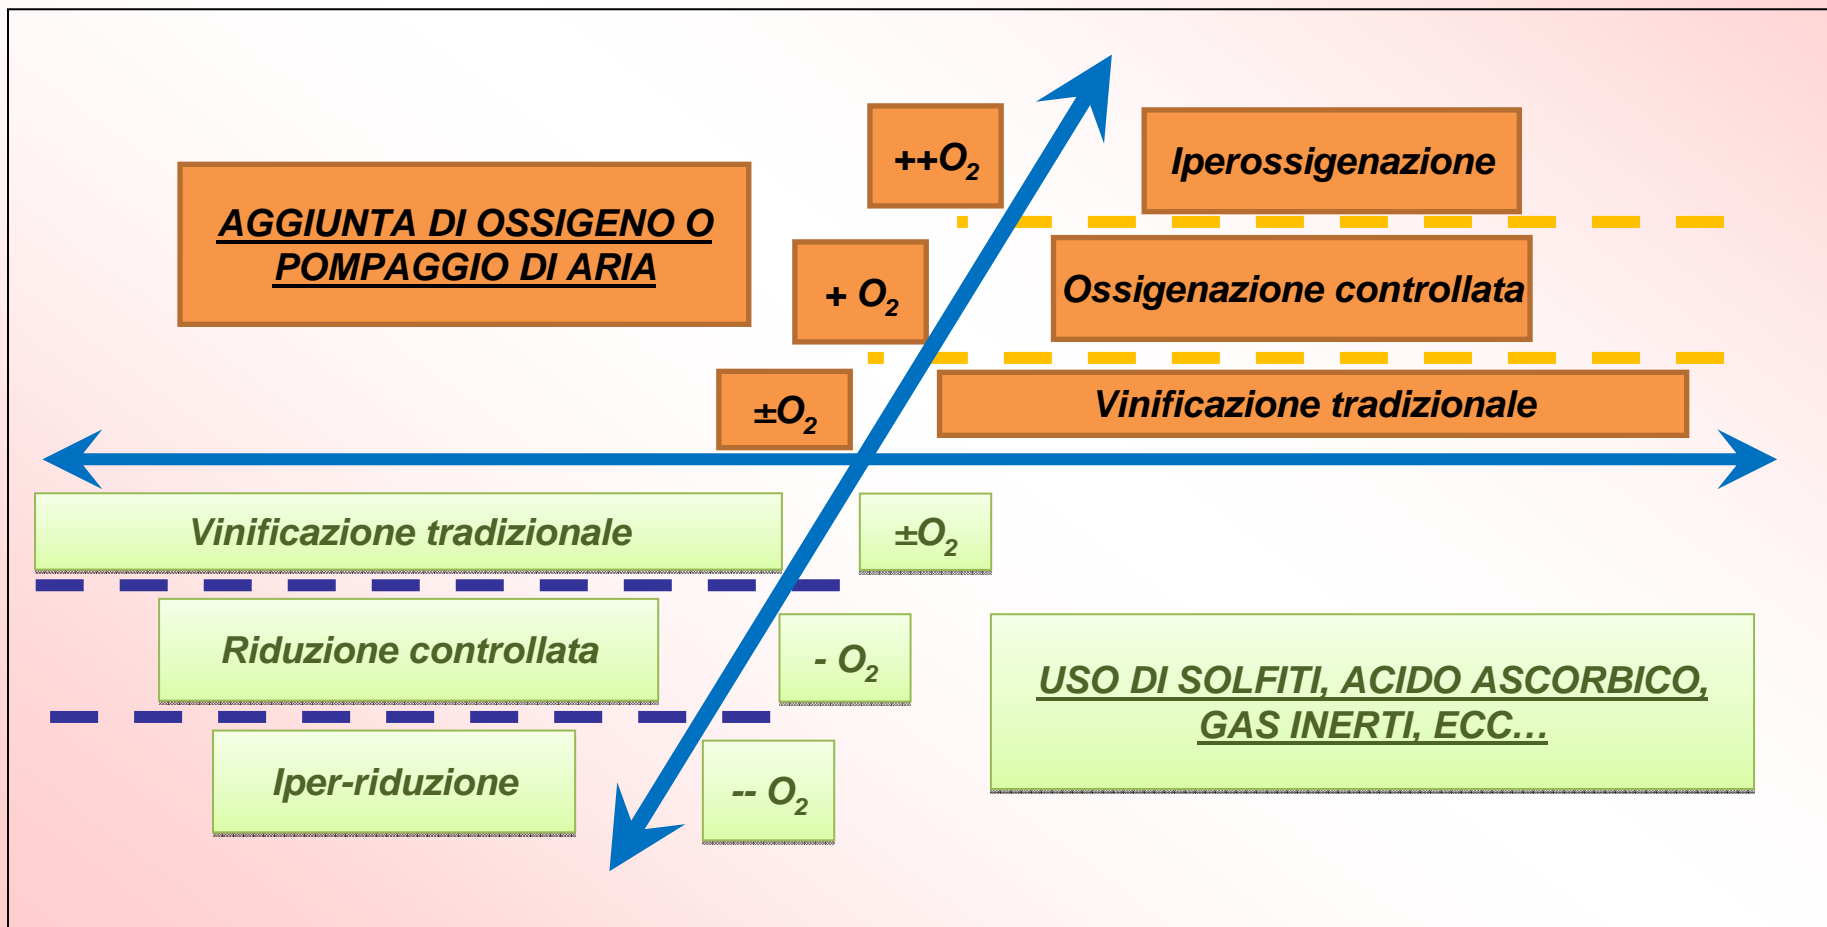 ++O₂
Iperossigenazione
AGGIUNTA DI OSSIGENO O
POMPAGGIO DI ARIA
+ O₂
Ossigenazione controllata
±O₂
Vinificazione tradizionale
Vinificazione tradizionale
±O₂
Riduzione controllata
- O₂
USO DI SOLFITI, ACIDO ASCORBICO,
GAS INERTI, ECC...
Iper-riduzione
-- O₂